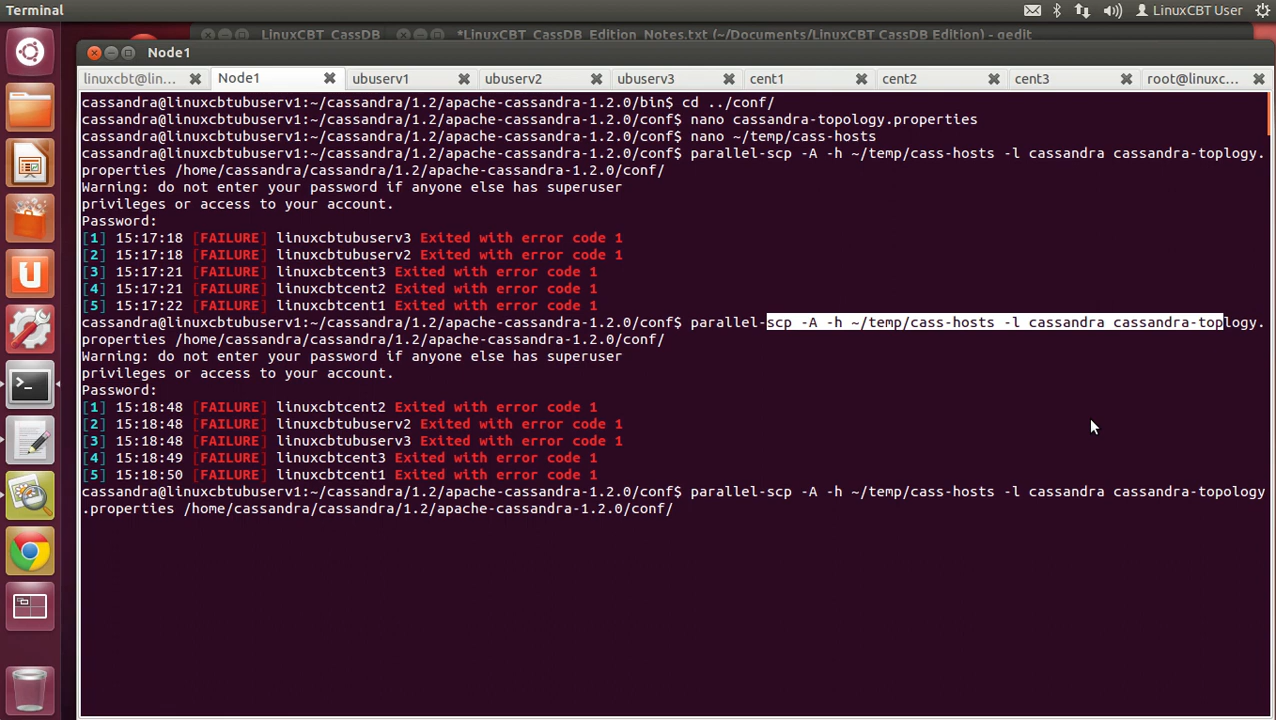 Terminal
LinuxCBT User
LinuxCBT_CassDB
*LinuxCBT_CassDB_Edition_Notes.txt (~/Documents/LinuxCBT CassDB Edition) - gedit
Node1
linuxcbt@lin...
Node1
ubuserv1
ubuserv2
ubuserv3
cent1
cent2
cent3
root@linuxc...
cassandra@linuxcbtubuserv1:~/cassandra/1.2/apache-cassandra-1.2.0/bin$ cd ../conf/
cassandra@linuxcbtubuserv1:~/cassandra/1.2/apache-cassandra-1.2.0/conf$ nano cassandra-topology.properties
cassandra@linuxcbtubuserv1:~/cassandra/1.2/apache-cassandra-1.2.0/conf$ nano ~/temp/cass-hosts
cassandra@linuxcbtubuserv1:~/cassandra/1.2/apache-cassandra-1.2.0/conf$ parallel-scp -A -h ~/temp/cass-hosts -l cassandra cassandra-toplogy.
properties /home/cassandra/cassandra/1.2/apache-cassandra-1.2.0/conf/
Warning: do not enter your password if anyone else has superuser
privileges or access to your account.
Password:
[1] 15:17:18 [FAILURE] linuxcbtubuserv3 Exited with error code 1
[2] 15:17:18 [FAILURE] linuxcbtubuserv2 Exited with error code 1
[3] 15:17:21 [FAILURE] linuxcbtcent3 Exited with error code 1
[4] 15:17:21 [FAILURE] linuxcbtcent2 Exited with error code 1
[5] 15:17:22 [FAILURE] linuxcbtcent1 Exited with error code 1
cassandra@linuxcbtubuserv1:~/cassandra/1.2/apache-cassandra-1.2.0/conf$ parallel-scp -A -h ~/temp/cass-hosts -l cassandra cassandra-toplogy.
properties /home/cassandra/cassandra/1.2/apache-cassandra-1.2.0/conf/
Warning: do not enter your password if anyone else has superuser
privileges or access to your account.
Password:
[1] 15:18:48 [FAILURE] linuxcbtcent2 Exited with error code 1
[2] 15:18:48 [FAILURE] linuxcbtubuserv2 Exited with error code 1
[3] 15:18:48 [FAILURE] linuxcbtubuserv3 Exited with error code 1
[4] 15:18:49 [FAILURE] linuxcbtcent3 Exited with error code 1
[5] 15:18:50 [FAILURE] linuxcbtcent1 Exited with error code 1
cassandra@linuxcbtubuserv1:~/cassandra/1.2/apache-cassandra-1.2.0/conf$ parallel-scp -A -h ~/temp/cass-hosts -l cassandra cassandra-topology
.properties /home/cassandra/cassandra/1.2/apache-cassandra-1.2.0/conf/